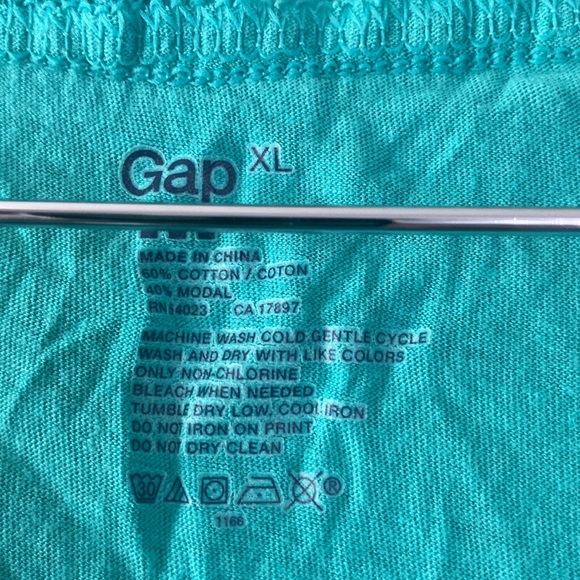 Gap XL
MADE IN CHINA
60% COTTON / COTON
40% MODAL
RN54023 CA 17897
MACHINE WASH COLD GENTLE CYCLE
WASH AND DRY WITH LIKE COLORS
ONLY NON-CHLORINE
BLEACH WHEN NEEDED
TUMBLE DRY LOW, COOL IRON
DO NOT IRON ON PRINT
DO NOT DRY CLEAN
30
®
1166